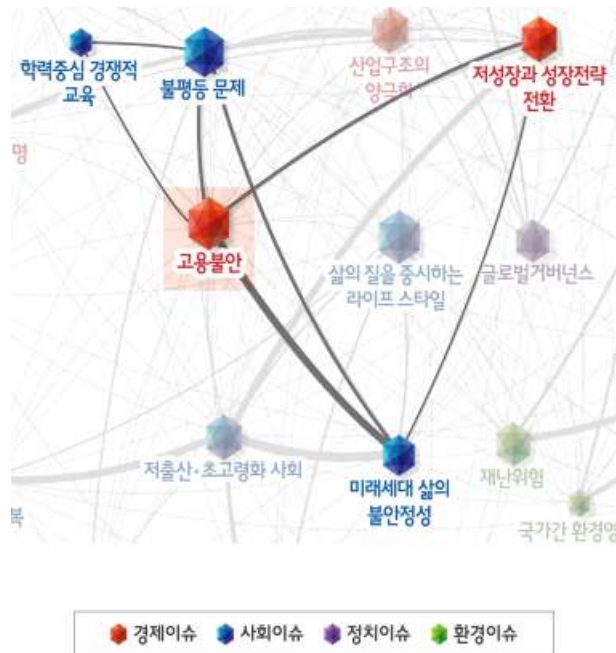 학력중심 경쟁적
교육
불평등 문제
산업구조의
양극화
저성장과 성장전략
전환
명
고용불안
삶의 질을 중시하는
라이프 스타일
글로벌거버넌스
저출산·초고령화 사회
미래세대 삶의
불안정성
재난위험
복
국가간 환경영
경제이슈
사회이슈
정치이슈
환경이슈